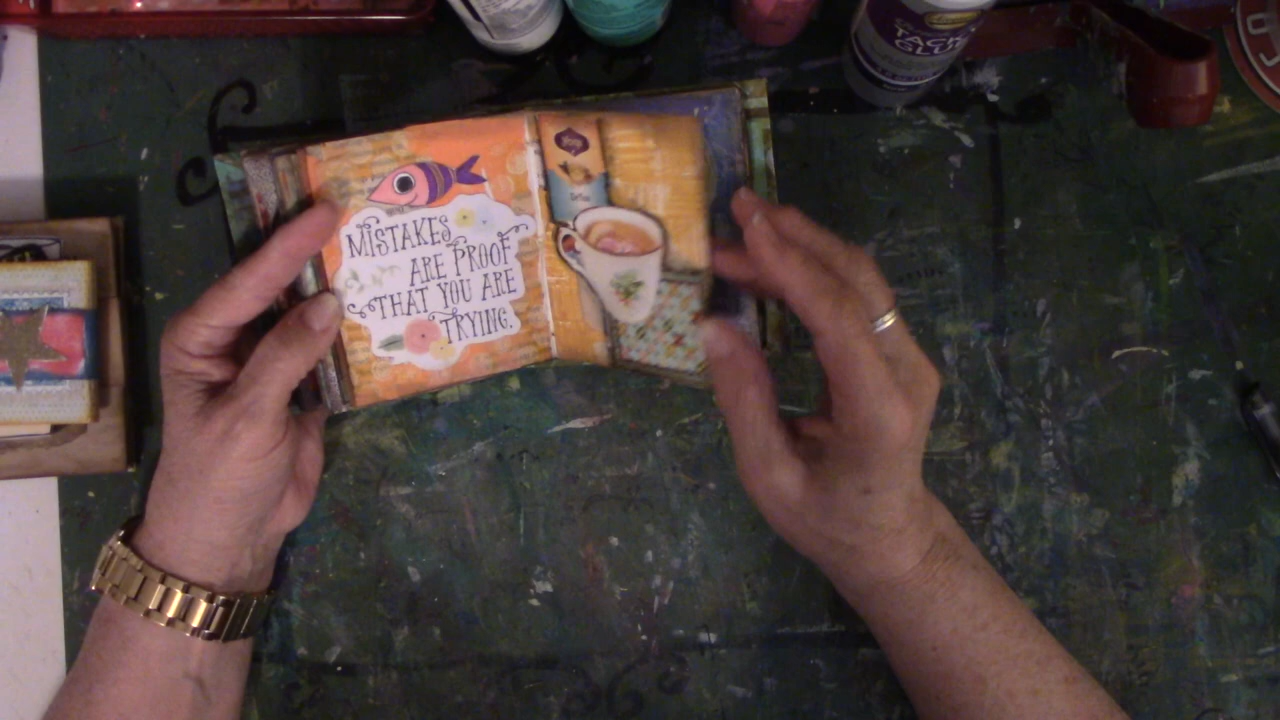 TACKY
GLUE
MISTAKES
ARE PROOF
THAT YOU ARE
TRYING.